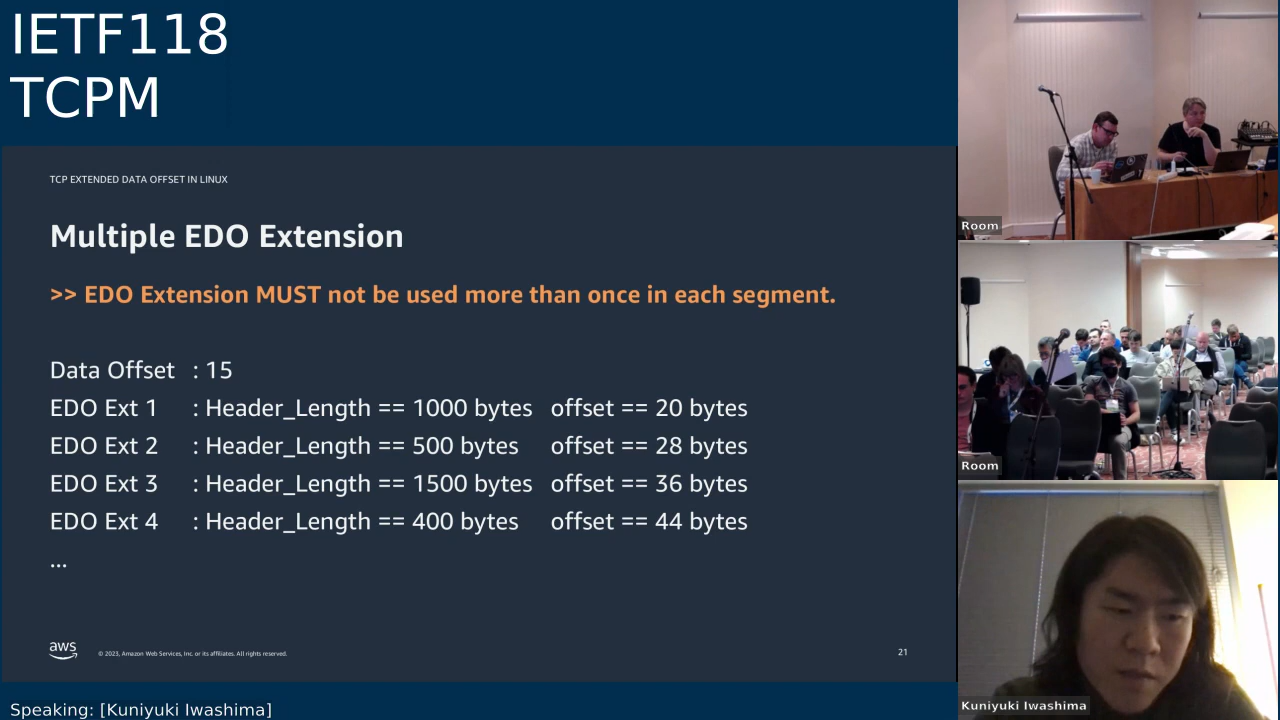 IETF118
TCPM
TCP EXTENDED DATA OFFSET IN LINUX
Multiple EDO Extension
>> EDO Extension MUST not be used more than once in each segment.
Data Offset : 15
EDO Ext 1 : Header_Length == 1000 bytes offset == 20 bytes
EDO Ext 2 : Header_Length == 500 bytes offset == 28 bytes
EDO Ext 3 : Header_Length == 1500 bytes offset == 36 bytes
EDO Ext 4 : Header_Length == 400 bytes offset == 44 bytes
...
aws
© 2023, Amazon Web Services, Inc. or its affiliates. All rights reserved.
21
Speaking: [Kuniyuki Iwashima]
Room
Room
Kuniyuki Iwashima